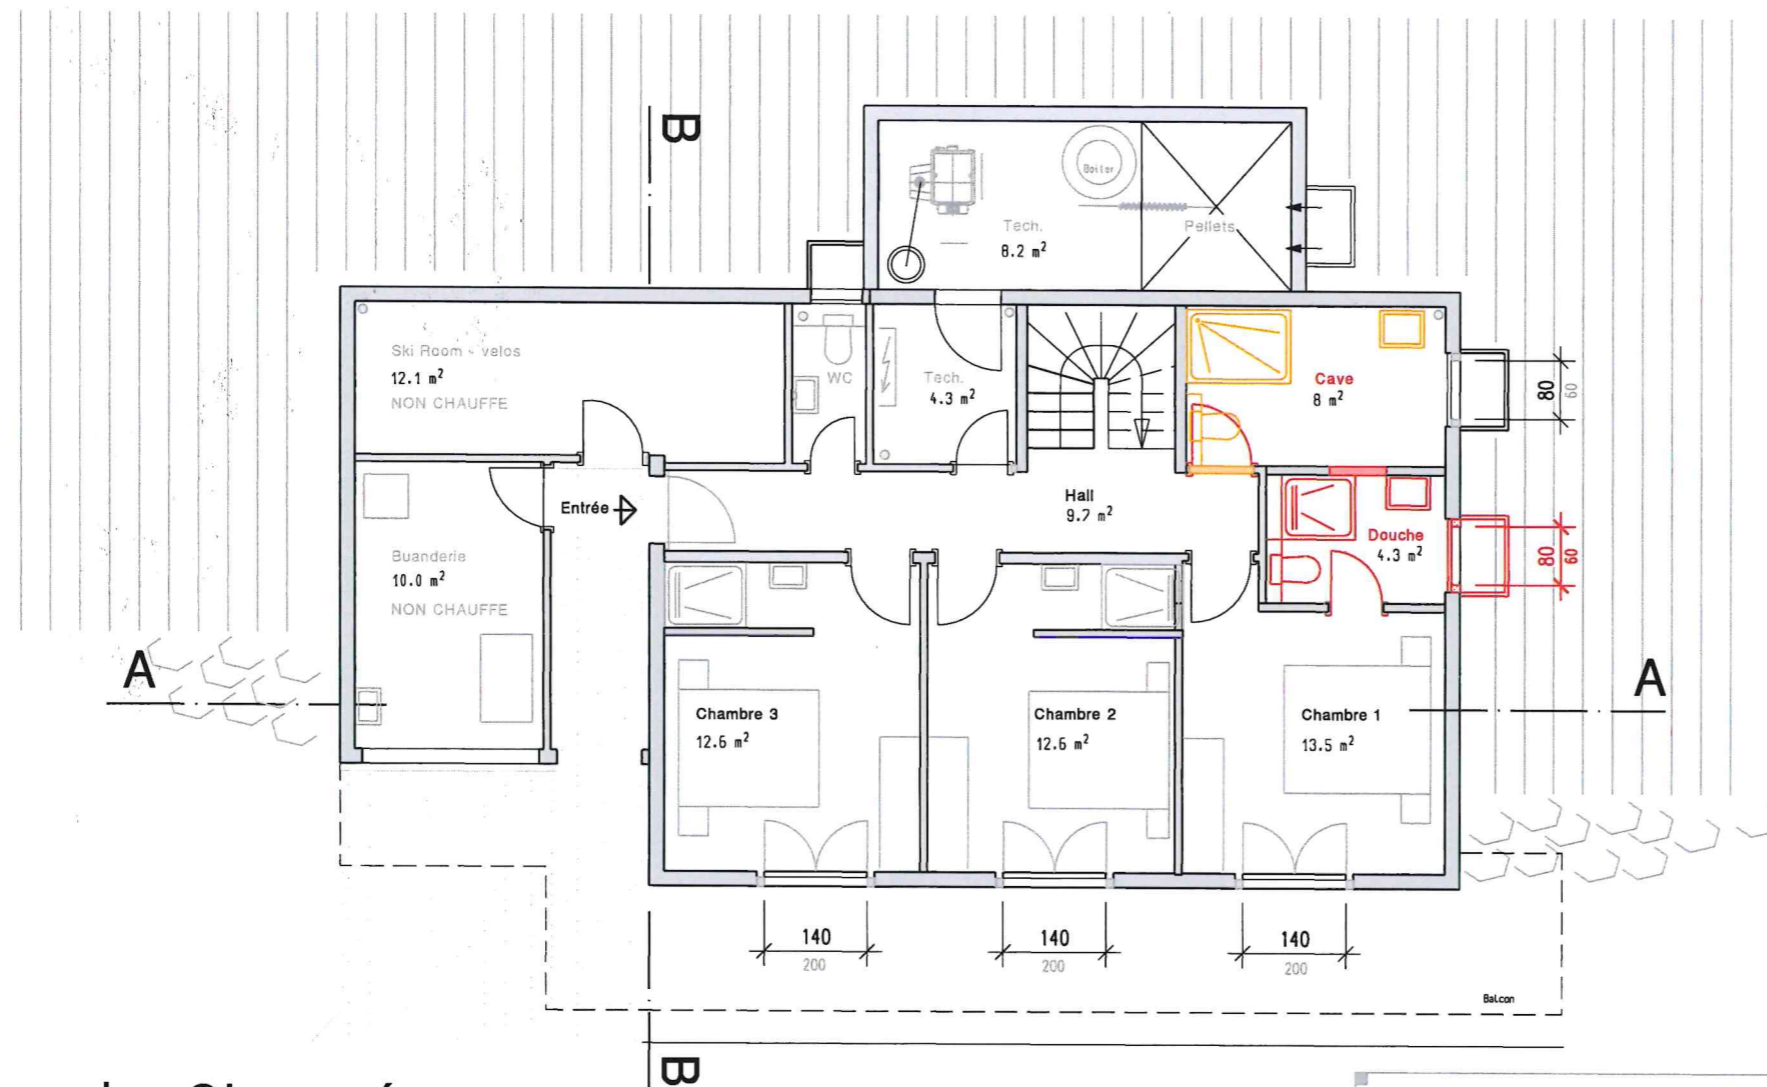 B
Boiler
Tech.
8.2 m²
Pellets
Ski Room - velos
12.1 m²
NON CHAUFFE
WC
Tech.
4.3 m²
Cave
8 m²
80
60
Entrée
Hall
9.7 m²
Douche
4.3 m²
80
60
Buanderie
10.0 m²
NON CHAUFFE
A
A
Chambre 3
12.6 m²
Chambre 2
12.6 m²
Chambre 1
13.5 m²
140
200
140
200
140
200
Balcon
B